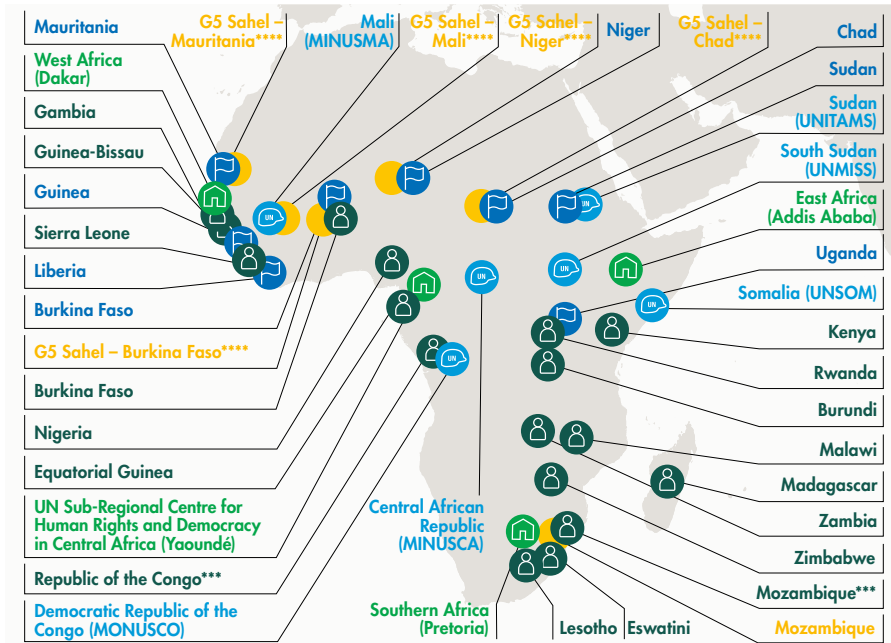 Mauritania
G5 Sahel –
Mauritania****
Mali
(MINUSMA)
G5 Sahel –
Mali****
G5 Sahel –
Niger****
Niger
G5 Sahel –
Chad****
Chad
West Africa
(Dakar)
Gambia
Guinea-Bissau
Guinea
Sierra Leone
Liberia
Burkina Faso
G5 Sahel – Burkina Faso****
Burkina Faso
Nigeria
Equatorial Guinea
UN Sub-Regional Centre for
Human Rights and Democracy
in Central Africa (Yaoundé)
Republic of the Congo***
Democratic Republic of the
Congo (MONUSCO)
Sudan
Sudan
(UNITAMS)
South Sudan
(UNMISS)
East Africa
(Addis Ababa)
Uganda
Somalia (UNSOM)
Kenya
Rwanda
Burundi
Malawi
Madagascar
Zambia
Zimbabwe
Mozambique***
Mozambique
Central African
Republic
(MINUSCA)
Southern Africa
(Pretoria)
Lesotho
Eswatini
UN
UN
UN
UN
UN
UN